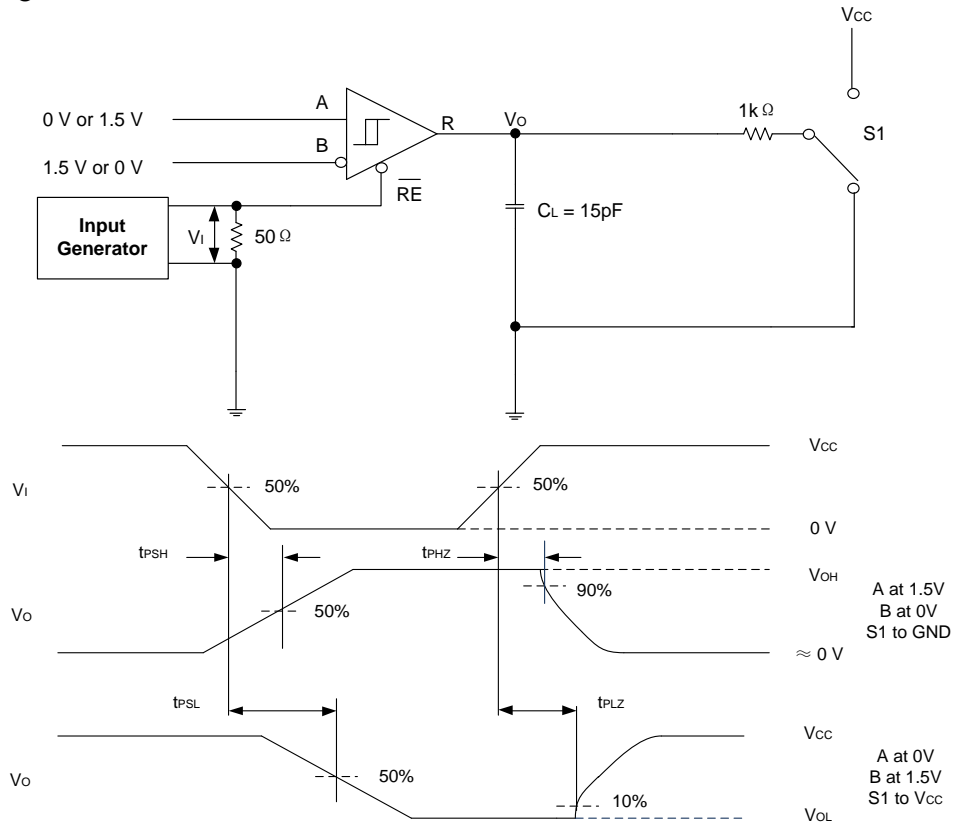 Vcc
A
1kΩ
0 V or 1.5 V
R
Vo
S1
B
1.5 V or 0 V
RE
CL = 15pF
Input
Generator
VI
50Ω
Vcc
VI
50%
50%
0 V
tPSH
tPHZ
VOH
A at 1.5V
B at 0V
S1 to GND
Vo
50%
90%
≈ 0 V
tPSL
tPLZ
Vcc
A at 0V
B at 1.5V
S1 to Vcc
Vo
50%
10%
VOL